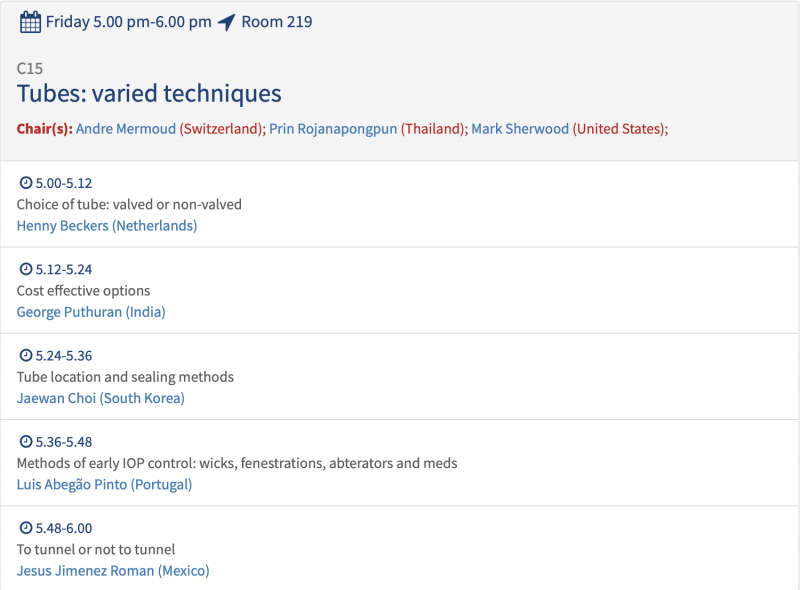 Friday 5.00 pm-6.00 pm Room 219
C15
Tubes: varied techniques
Chair(s): Andre Mermoud (Switzerland); Prin Rojanapongpun (Thailand); Mark Sherwood (United States);
5.00-5.12
Choice of tube: valved or non-valved
Henny Beckers (Netherlands)
5.12-5.24
Cost effective options
George Puthuran (India)
5.24-5.36
Tube location and sealing methods
Jaewan Choi (South Korea)
5.36-5.48
Methods of early IOP control: wicks, fenestrations, abterators and meds
Luis Abegão Pinto (Portugal)
5.48-6.00
To tunnel or not to tunnel
Jesus Jimenez Roman (Mexico)